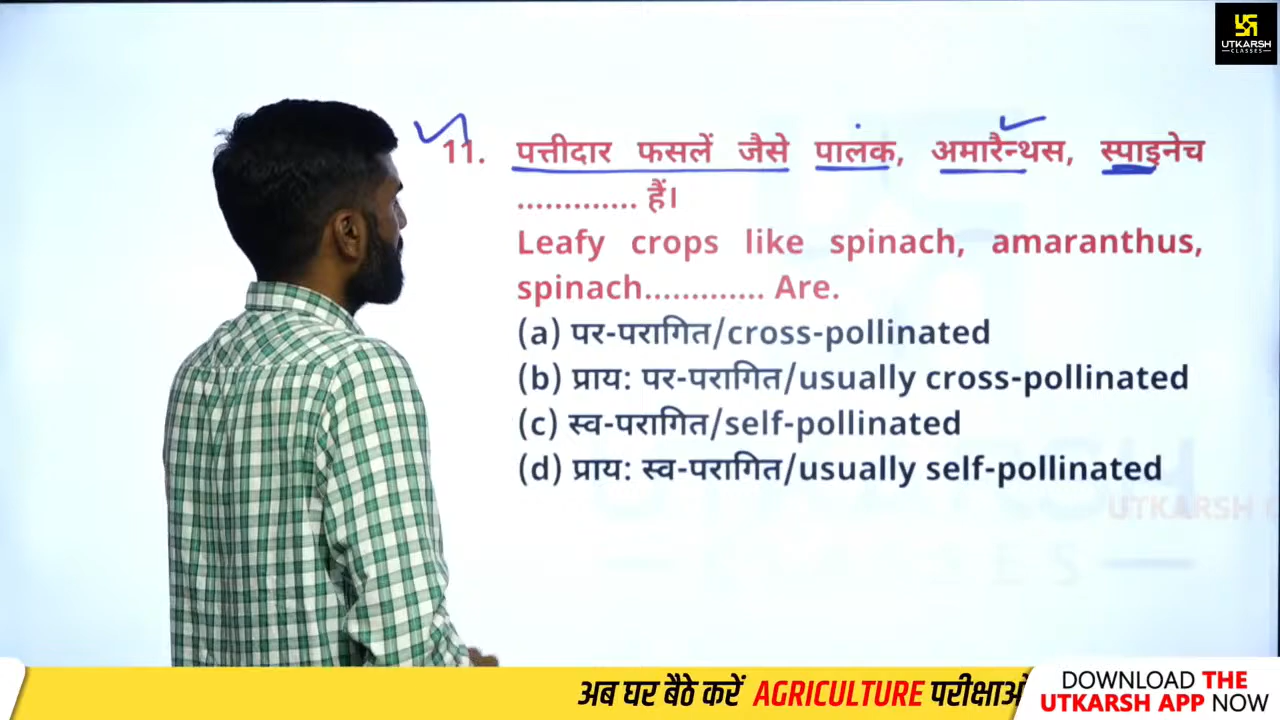 UTKARSH
CLASSES
11. पत्तीदार फसलें जैसे पालक, अमारैन्थस, स्पाइनेच
............. हैं।
Leafy crops like spinach, amaranthus,
spinach............. Are.
(a) पर-परागित/cross-pollinated
(b) प्राय: पर-परागित/usually cross-pollinated
(c) स्व-परागित/self-pollinated
(d) प्राय: स्व-परागित/usually self-pollinated
UTKARSH
अब घर बैठे करें AGRICULTURE परीक्षाओं
DOWNLOAD THE
UTKARSH APP NOW